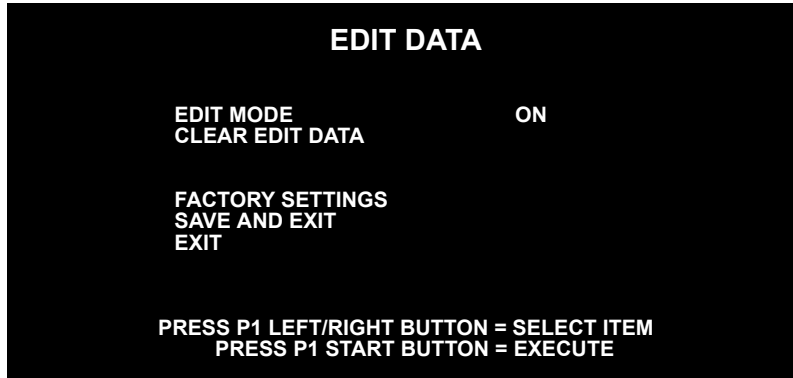 EDIT DATA
EDIT MODE ON
CLEAR EDIT DATA
FACTORY SETTINGS
SAVE AND EXIT
EXIT
PRESS P1 LEFT/RIGHT BUTTON = SELECT ITEM
PRESS P1 START BUTTON = EXECUTE